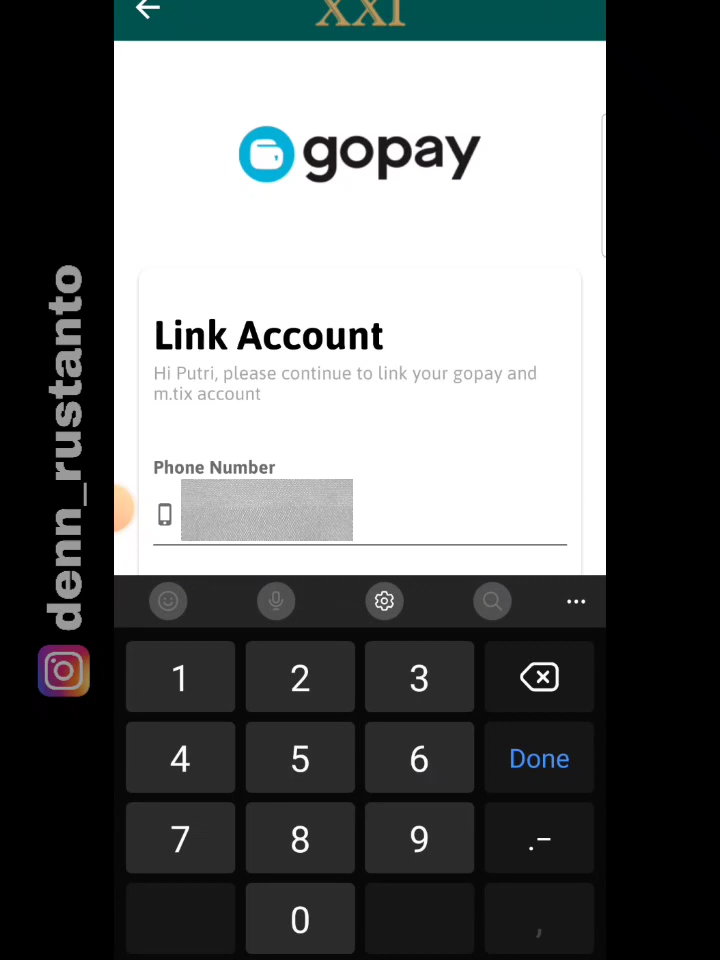 XXI
gopay
Link Account
Hi Putri, please continue to link your gopay and
m.tix account
Phone Number
denn_rustanto
1 2 3
4 5 6 Done
7 8 9 .-
0 ,